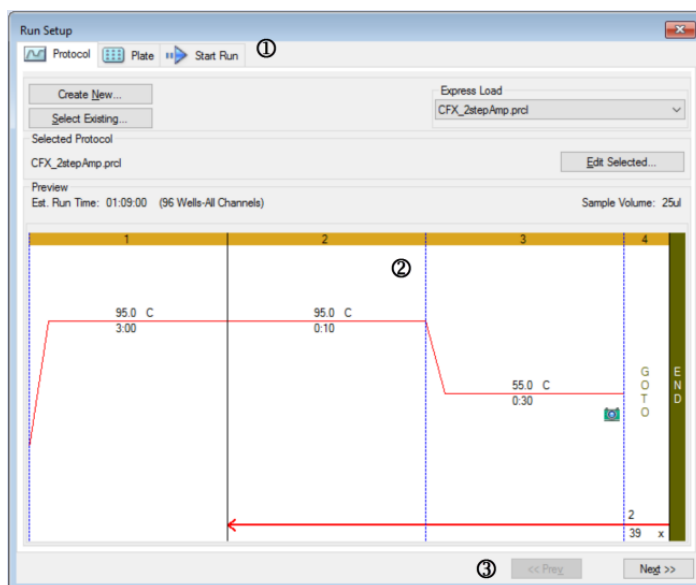 Run Setup
Protocol Plate Start Run ①
Create New...
Select Existing...
Express Load
CFX_2stepAmp.prcl
Selected Protocol
CFX_2stepAmp.prcl
Edit Selected...
Preview
Est. Run Time: 01:09:00 (96 Wells-All Channels) Sample Volume: 25ul
1 2 3 4
②
95.0 C
3:00
95.0 C
0:10
55.0 C
0:30
GOTO
END
2
39 x
③ << Prev Next >>